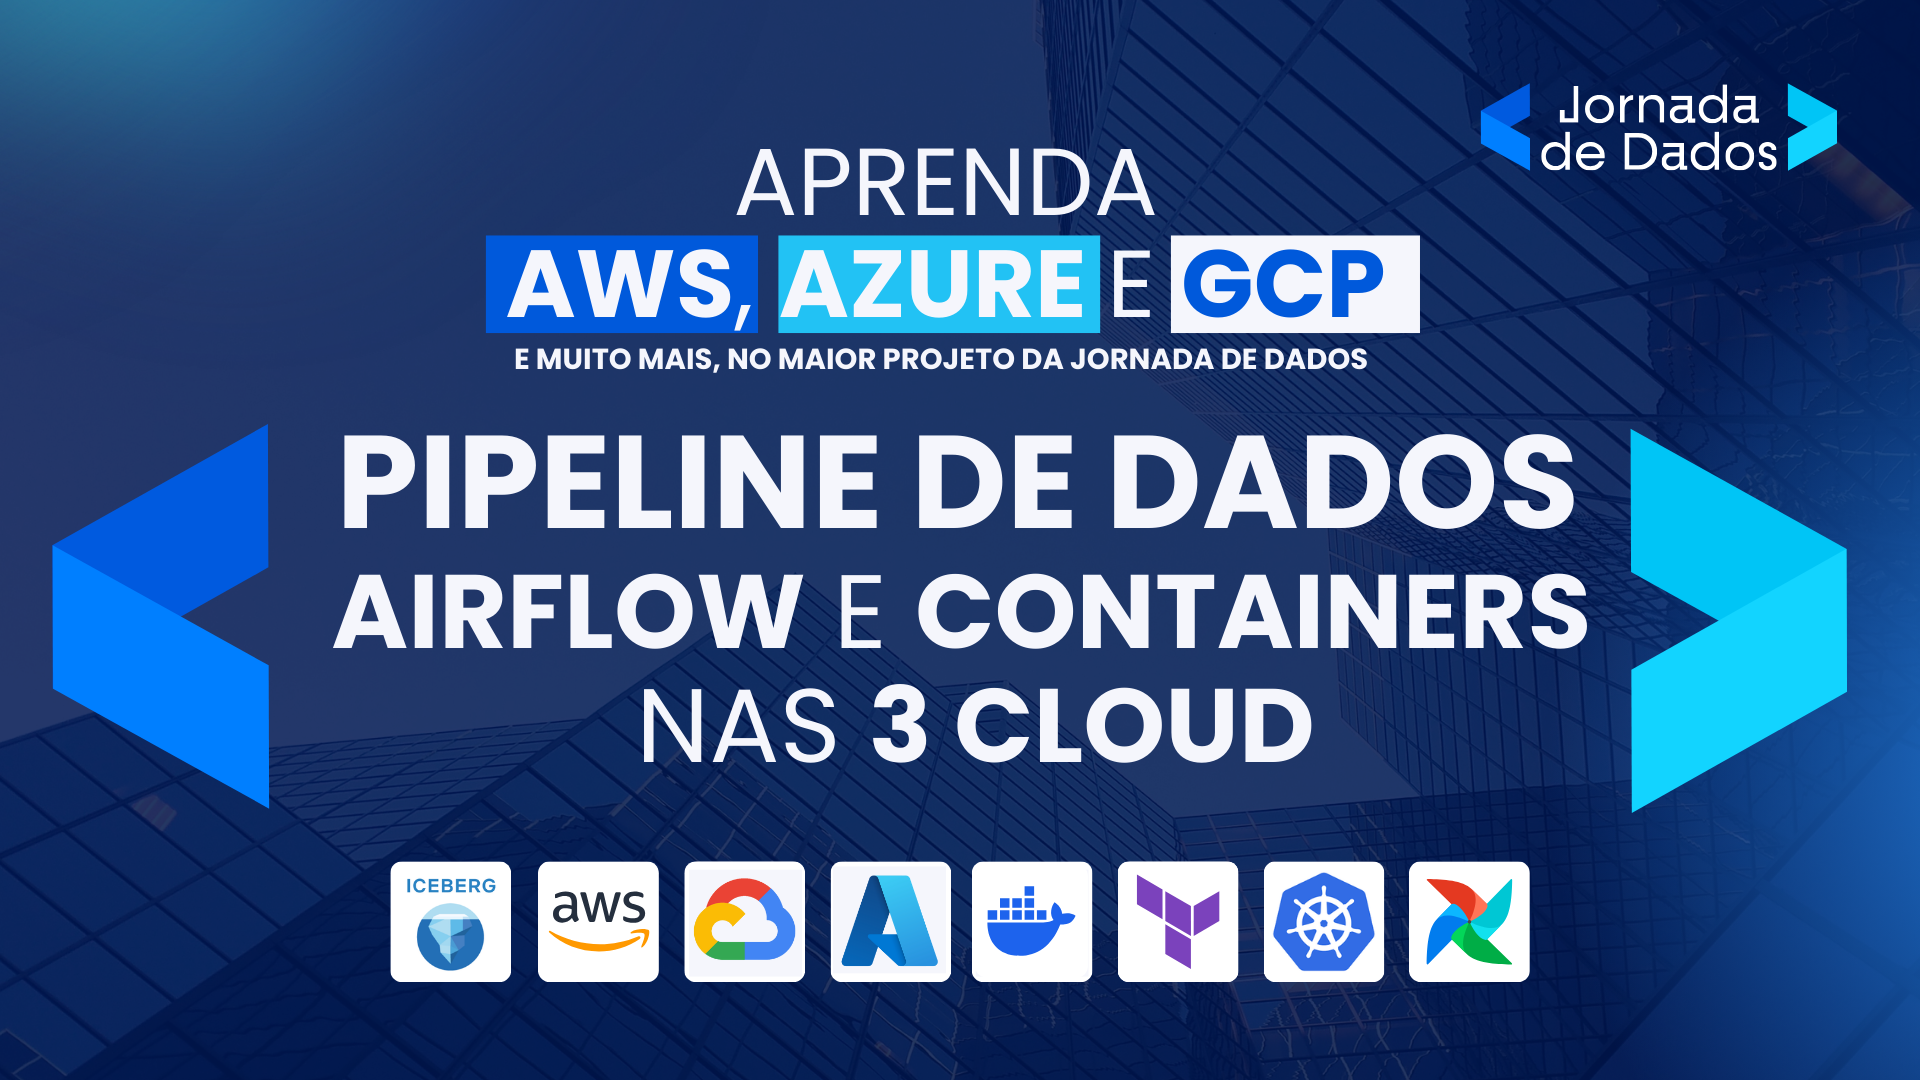 Jornada
de Dados
APRENDA
AWS, AZURE E GCP
E MUITO MAIS, NO MAIOR PROJETO DA JORNADA DE DADOS
PIPELINE DE DADOS
AIRFLOW E CONTAINERS
NAS 3 CLOUD
ICEBERG
aws